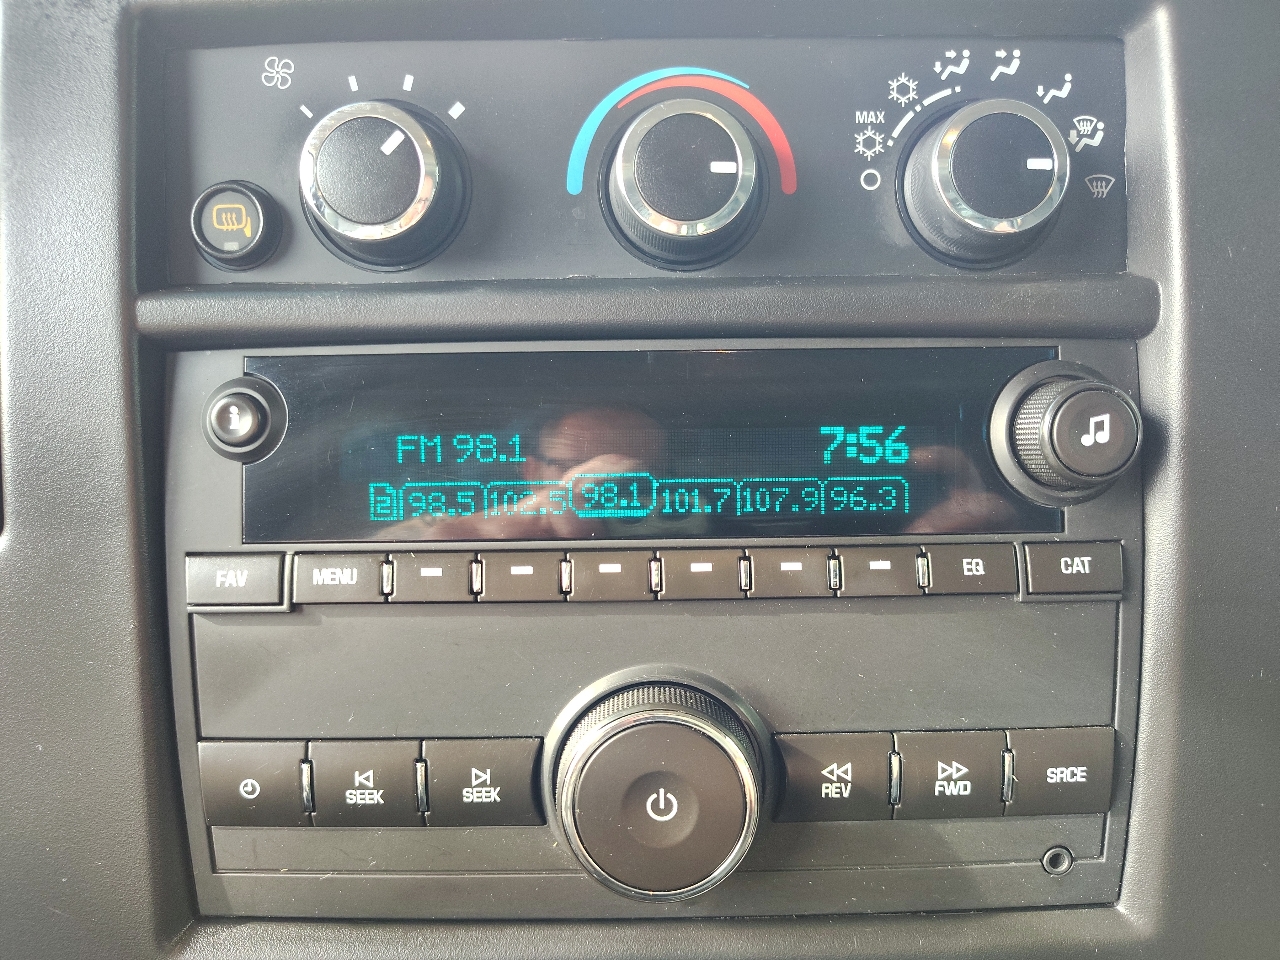 MAX
i
FM 98.1 7:56
2 98.5 102.5 98.1 101.7 107.9 96.3
FAV MENU EQ CAT
SEEK SEEK REV FWD SRCE